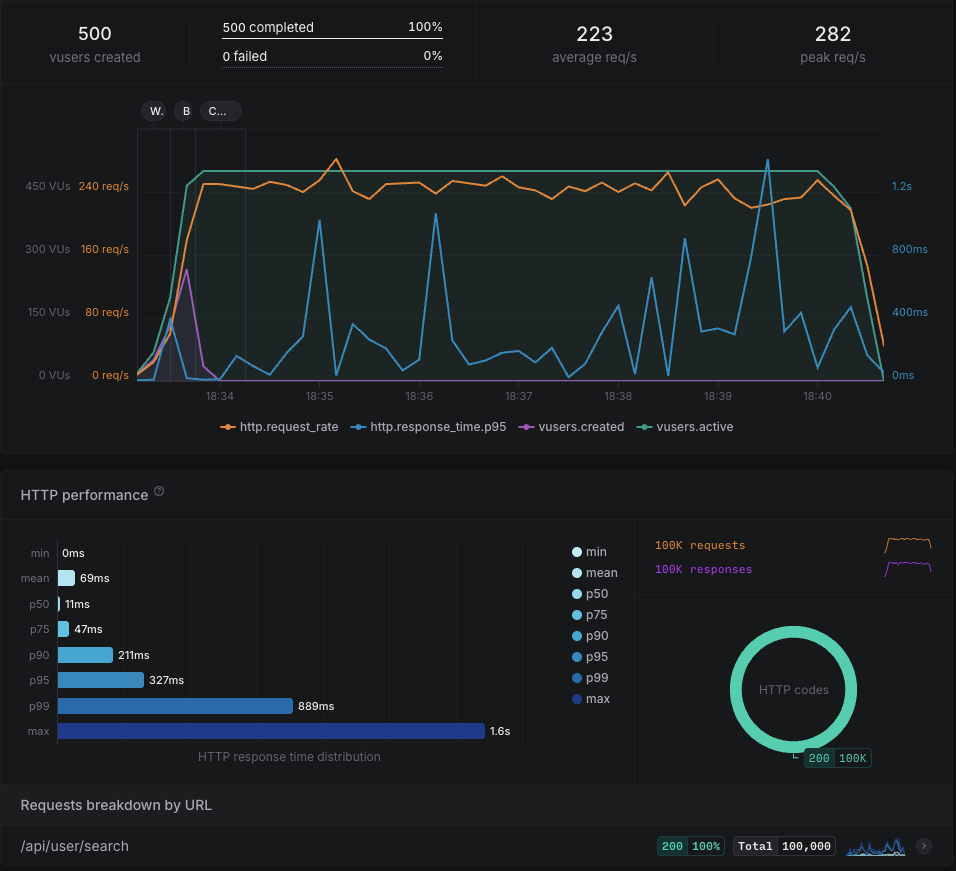 500
vusers created
500 completed 100%
0 failed 0%
223
average req/s
282
peak req/s
W. B C...
450 VUs 240 req/s 1.2s
300 VUs 160 req/s 800ms
150 VUs 80 req/s 400ms
0 VUs 0 req/s 0ms
18:34 18:35 18:36 18:37 18:38 18:39 18:40
http.request_rate http.response_time.p95 vusers.created vusers.active
HTTP performance ?
min 0ms
mean 69ms
p50 11ms
p75 47ms
p90 211ms
p95 327ms
p99 889ms
max 1.6s
HTTP response time distribution
min
mean
p50
p75
p90
p95
p99
max
100K requests
100K responses
HTTP codes
200 100K
Requests breakdown by URL
/api/user/search 200 100% Total 100,000